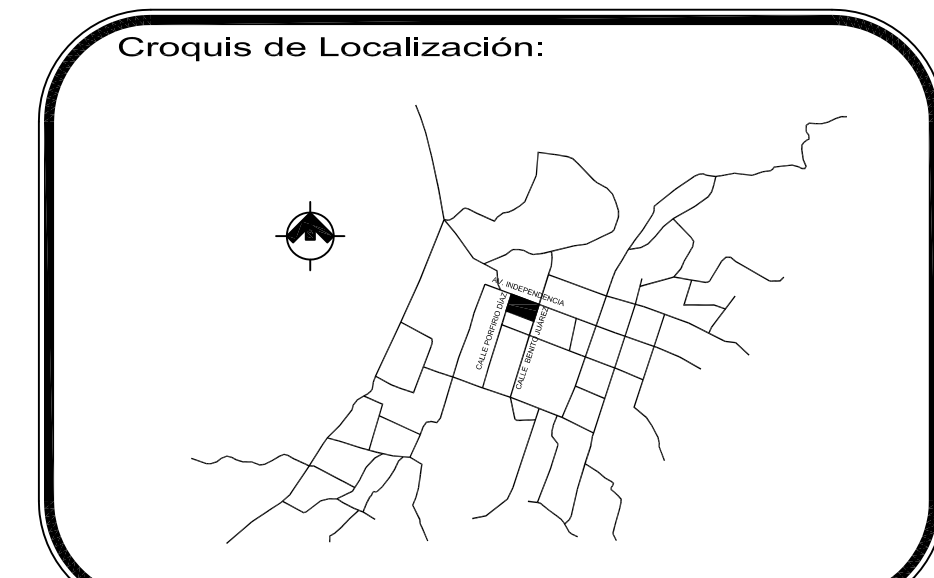 Croquis de Localización:
AV. INDEPENDENCIA
CALLE PORFIRIO DÍAZ
CALLE BENITO JUÁREZ